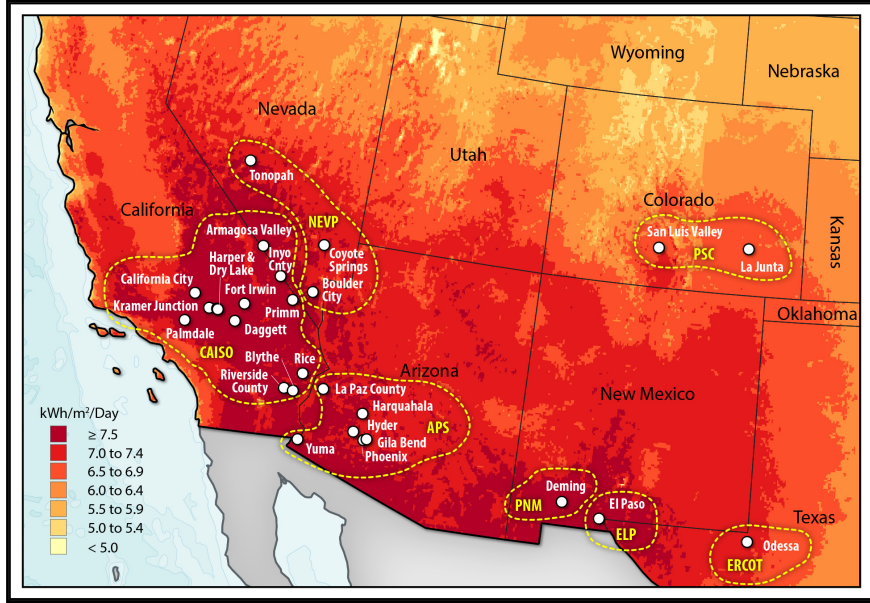 Wyoming
Nebraska
Nevada
Utah
Tonopah
California
Colorado
Kansas
NEVP
Armagosa Valley
San Luis Valley
Inyo
Cnty
Coyote
Springs
PSC
La Junta
Harper &
Dry Lake
California City
Fort Irwin
Boulder
City
Kramer Junction
Primm
Oklahoma
Palmdale
Daggett
CAISO
Blythe
Rice
Riverside
County
Arizona
La Paz County
New Mexico
Harquahala
Hyder
APS
Gila Bend
Yuma
Phoenix
Deming
PNM
El Paso
ELP
Texas
Odessa
ERCOT
kWh/m²/Day
≥ 7.5
7.0 to 7.4
6.5 to 6.9
6.0 to 6.4
5.5 to 5.9
5.0 to 5.4
< 5.0